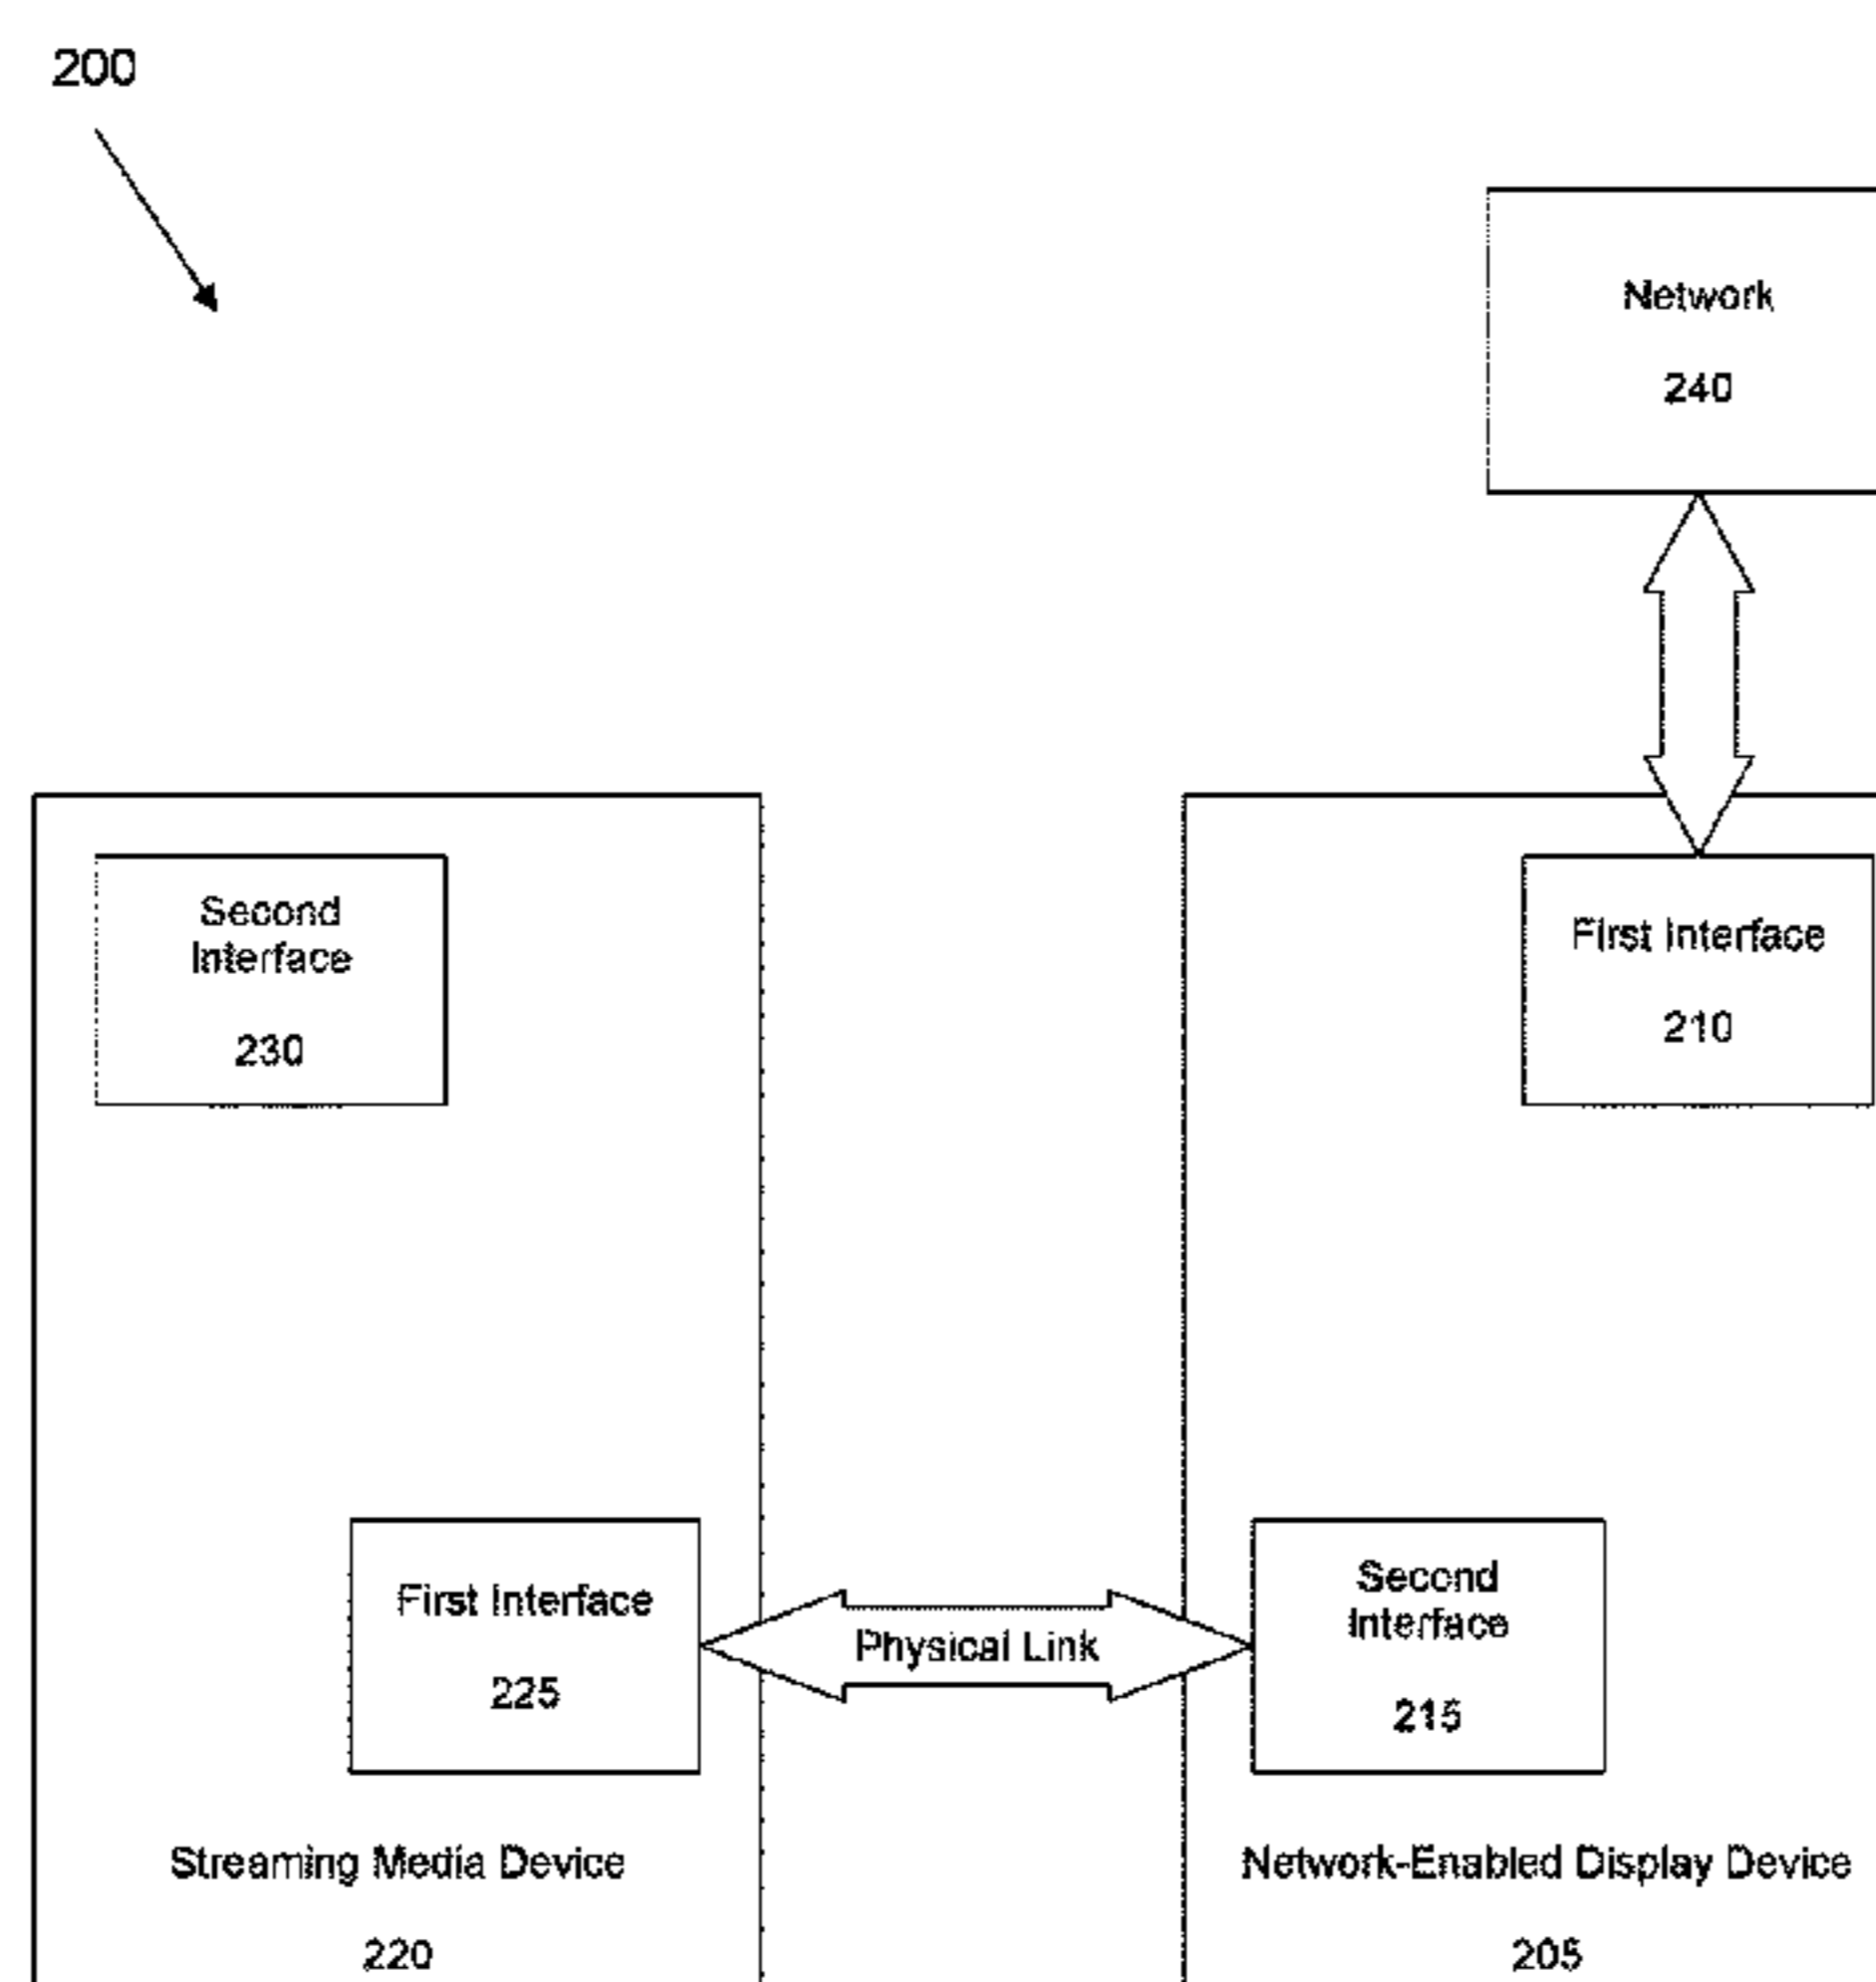 200
Network
240
Second
Interface
230
First Interface
210
First Interface
225
Physical Link
Second
Interface
215
Streaming Media Device
220
Network-Enabled Display Device
205